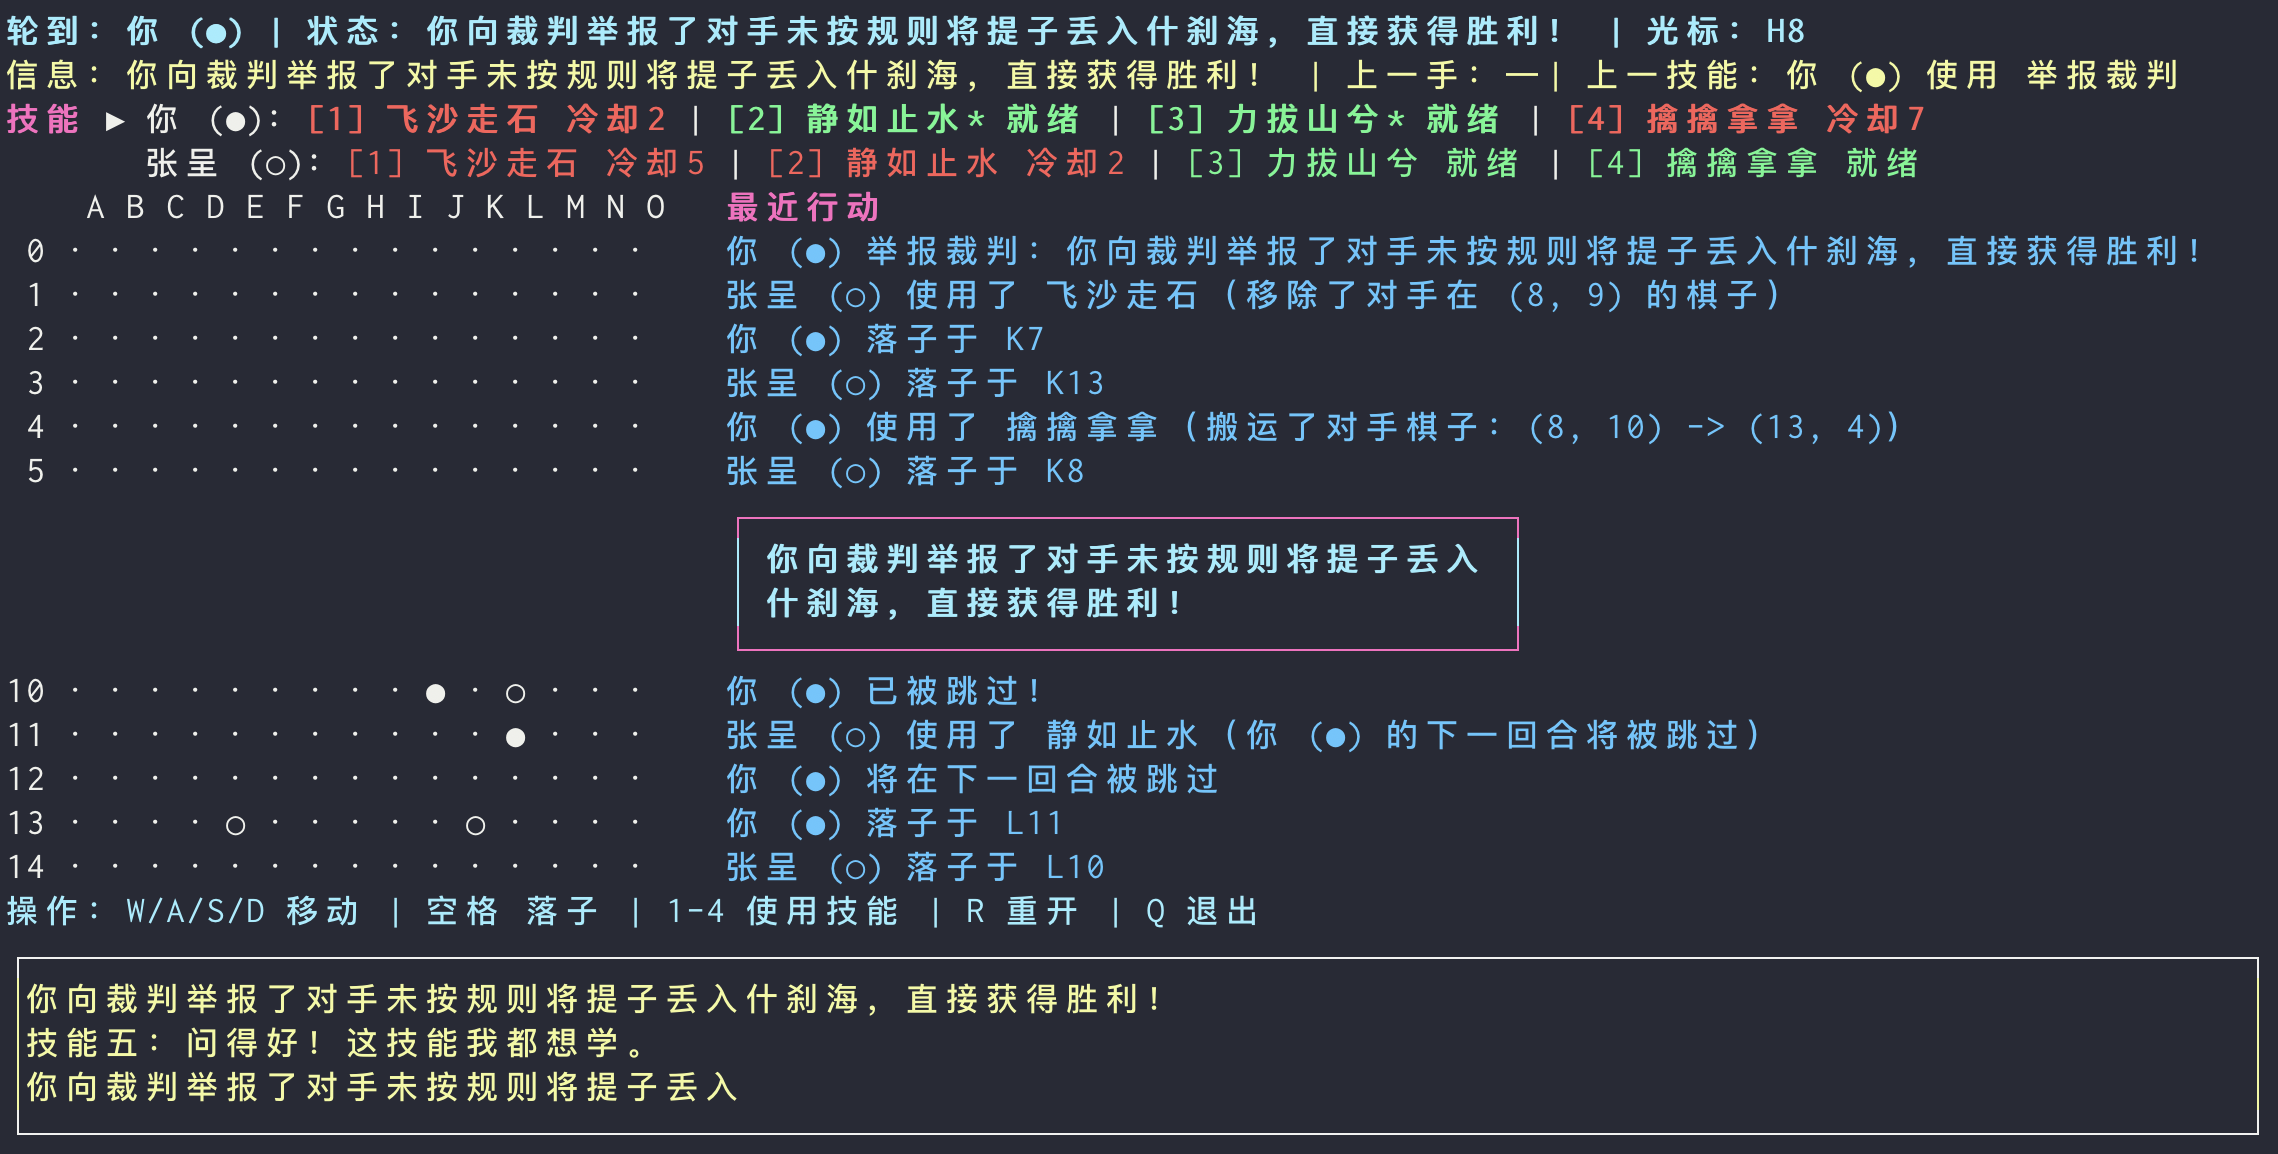 轮到：你 (●) | 状态：你向裁判举报了对手未按规则将提子丢入什刹海，直接获得胜利！ | 光标：H8
信息：你向裁判举报了对手未按规则将提子丢入什刹海，直接获得胜利！ | 上一手：—| 上一技能：你 (●) 使用 举报裁判
技能 ▶ 你 (●)：[1] 飞沙走石 冷却2 | [2] 静如止水* 就绪 | [3] 力拔山兮* 就绪 | [4] 擒擒拿拿 冷却7
张呈 (○)：[1] 飞沙走石 冷却5 | [2] 静如止水 冷却2 | [3] 力拔山兮 就绪 | [4] 擒擒拿拿 就绪
A B C D E F G H I J K L M N O 最近行动
0 · · · · · · · · · · · · · · · 你 (●) 举报裁判：你向裁判举报了对手未按规则将提子丢入什刹海，直接获得胜利！
1 · · · · · · · · · · · · · · · 张呈 (○) 使用了 飞沙走石 (移除了对手在 (8, 9) 的棋子)
2 · · · · · · · · · · · · · · · 你 (●) 落子于 K7
3 · · · · · · · · · · · · · · · 张呈 (○) 落子于 K13
4 · · · · · · · · · · · · · · · 你 (●) 使用了 擒擒拿拿 (搬运了对手棋子：(8, 10) -> (13, 4))
5 · · · · · · · · · · · · · · · 张呈 (○) 落子于 K8
你向裁判举报了对手未按规则将提子丢入
什刹海，直接获得胜利！
10 · · · · · · · · · ● · ○ · · · 你 (●) 已被跳过！
11 · · · · · · · · · · · ● · · · 张呈 (○) 使用了 静如止水 (你 (●) 的下一回合将被跳过)
12 · · · · · · · · · · · · · · · 你 (●) 将在下一回合被跳过
13 · · · · ○ · · · · · ○ · · · · 你 (●) 落子于 L11
14 · · · · · · · · · · · · · · · 张呈 (○) 落子于 L10
操作：W/A/S/D 移动 | 空格 落子 | 1-4 使用技能 | R 重开 | Q 退出
你向裁判举报了对手未按规则将提子丢入什刹海，直接获得胜利！
技能五：问得好！这技能我都想学。
你向裁判举报了对手未按规则将提子丢入